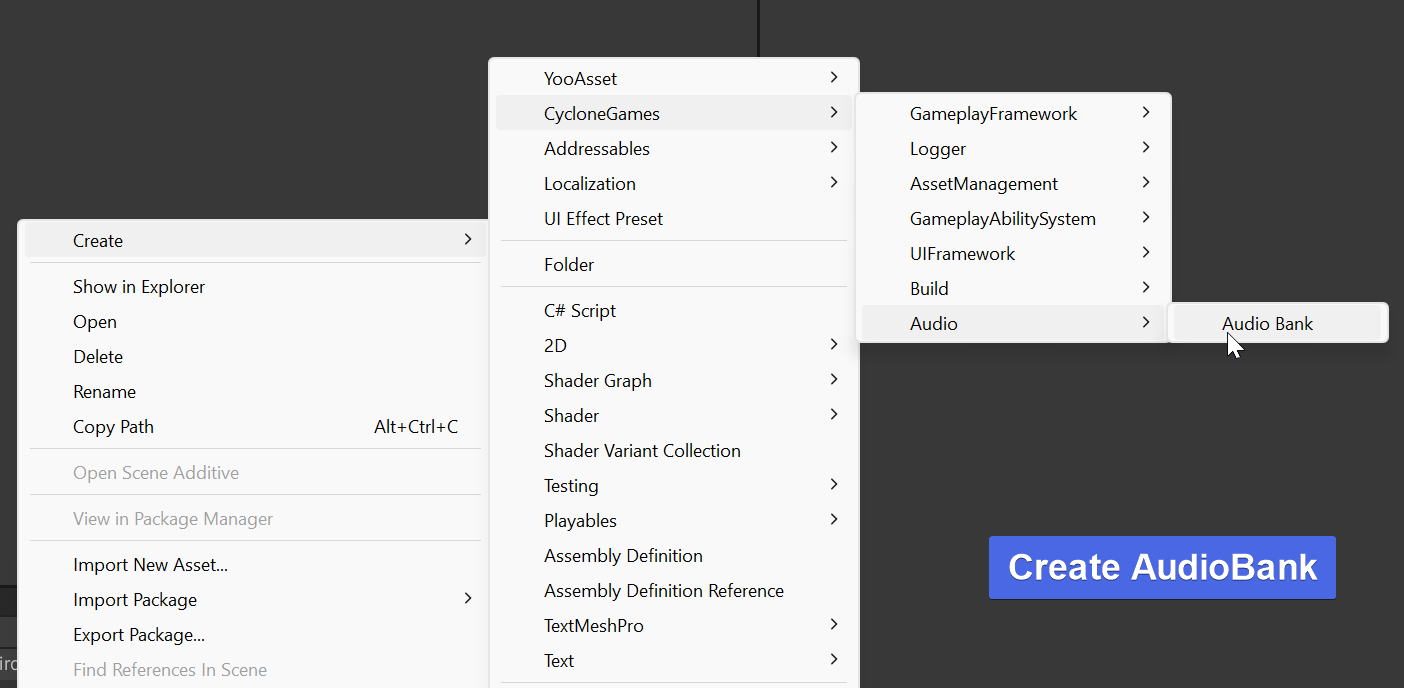 Create
Show in Explorer
Open
Delete
Rename
Copy Path Alt+Ctrl+C
Open Scene Additive
View in Package Manager
Import New Asset...
Import Package
Export Package...
Find References In Scene
YooAsset
CycloneGames
Addressables
Localization
UI Effect Preset
Folder
C# Script
2D
Shader Graph
Shader
Shader Variant Collection
Testing
Playables
Assembly Definition
Assembly Definition Reference
TextMeshPro
Text
GameplayFramework
Logger
AssetManagement
GameplayAbilitySystem
UIFramework
Build
Audio
Audio Bank
Create AudioBank